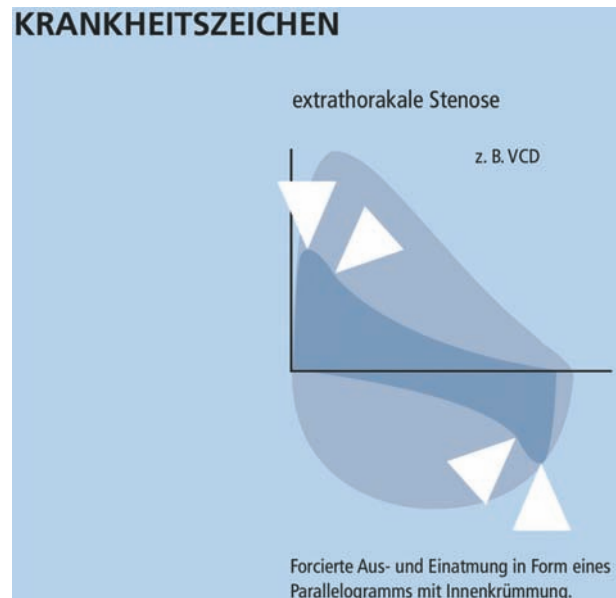 KRANKHEITSZEICHEN
extrathorakale Stenose
z. B. VCD
Forcierte Aus- und Einatmung in Form eines
Parallelogramms mit Innenkrümmung.